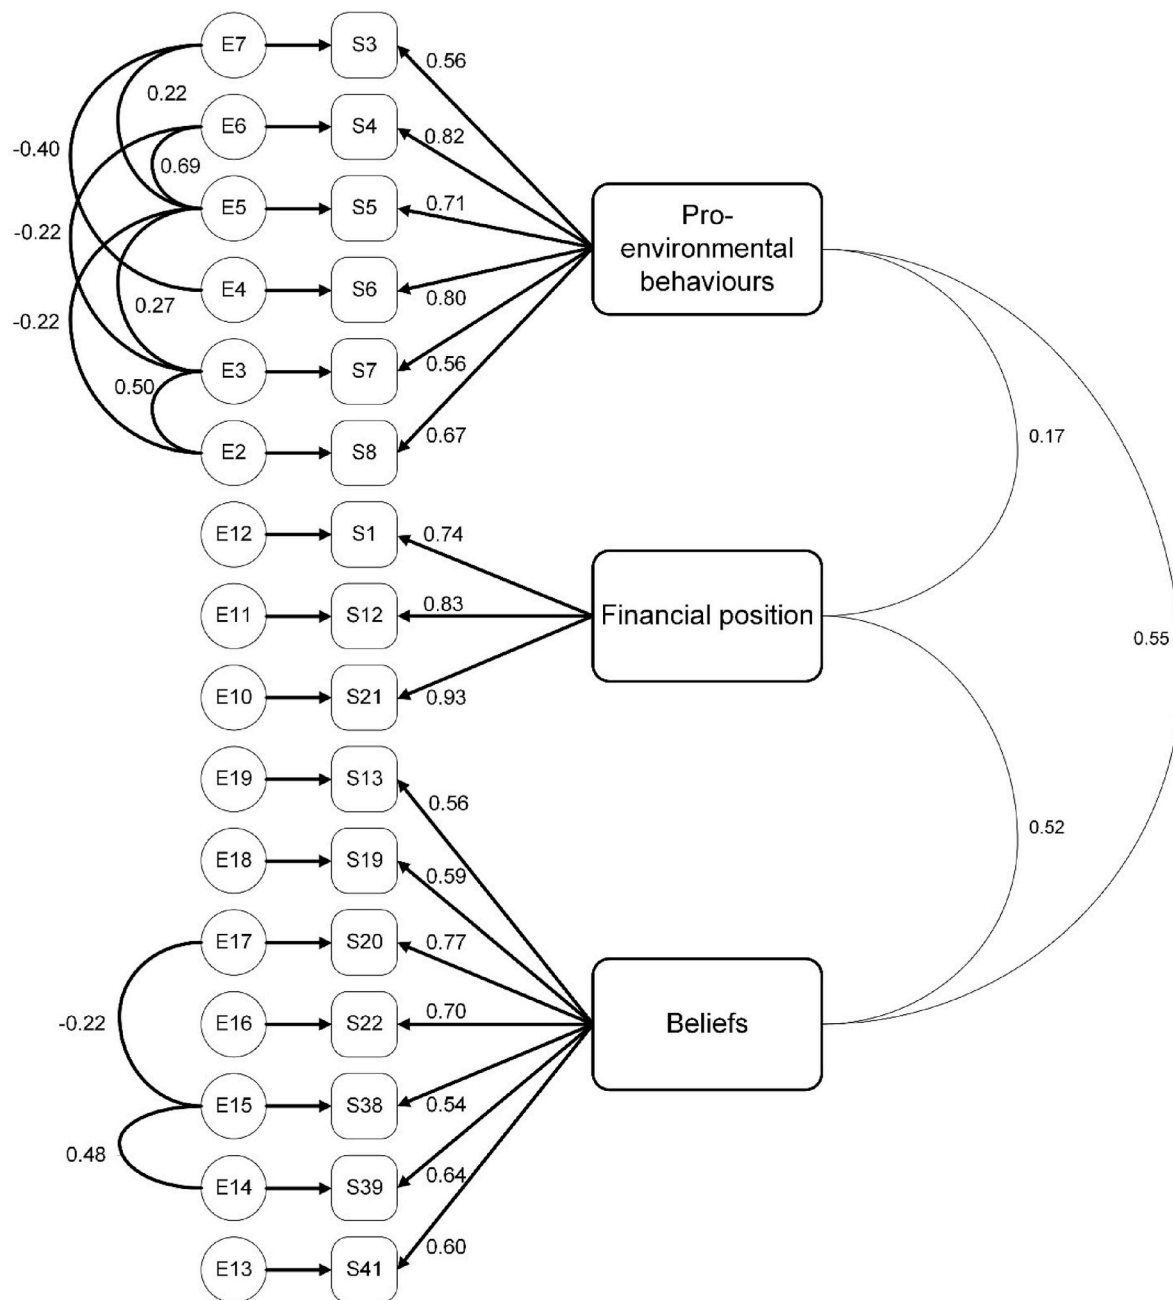 E7 S3 0.56
0.22
E6 S4 0.82
-0.40
0.69
E5 S5 0.71
Pro-
environmental
behaviours
-0.22
E4 S6 0.80
0.27
-0.22
E3 S7 0.56
0.50
E2 S8 0.67
0.17
E12 S1 0.74
E11 S12 0.83
Financial position
0.55
E10 S21 0.93
E19 S13 0.56
0.52
E18 S19 0.59
E17 S20 0.77
-0.22
E16 S22 0.70
Beliefs
E15 S38 0.54
0.48
E14 S39 0.64
E13 S41 0.60